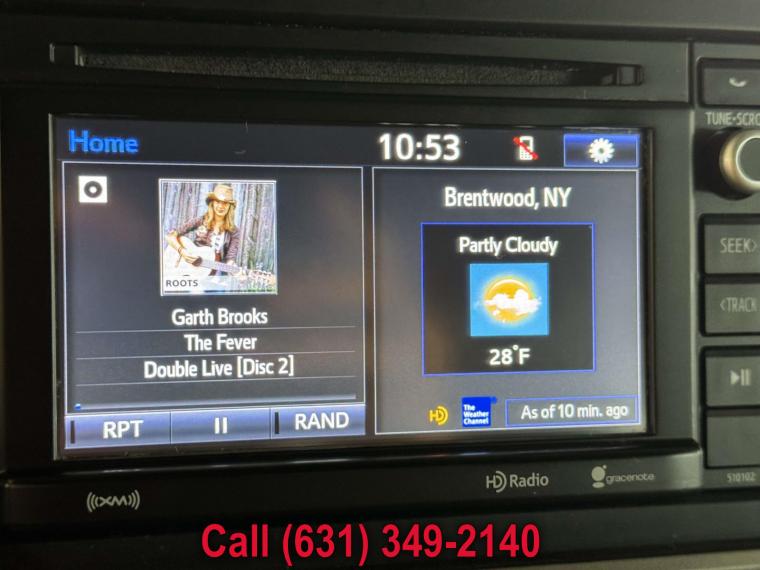 TUNE•SCRO
Home
10:53
Brentwood, NY
Partly Cloudy
28°F
ROOTS
Garth Brooks
The Fever
Double Live [Disc 2]
RPT
RAND
HD
The
Weather
Channel
As of 10 min. ago
SEEK>
<TRACK
510102
((XM))
HD Radio
gracenote
Call (631) 349-2140